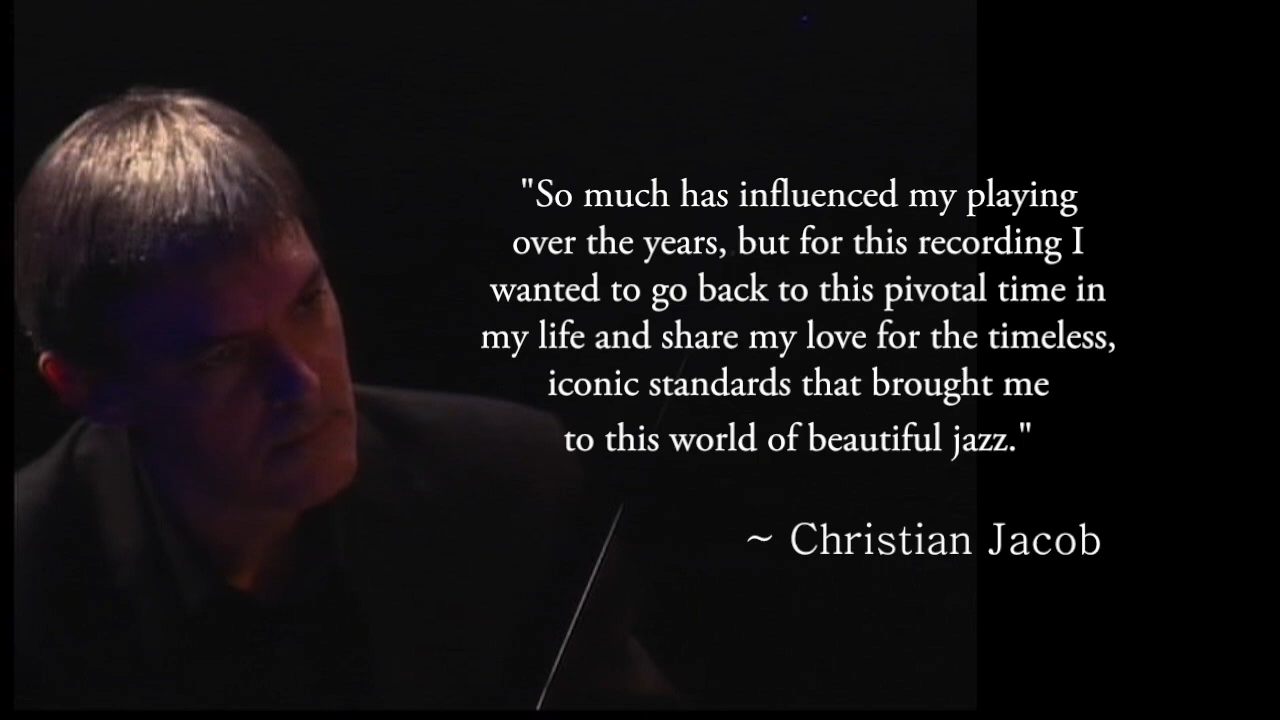 "So much has influenced my playing
over the years, but for this recording I
wanted to go back to this pivotal time in
my life and share my love for the timeless,
iconic standards that brought me
to this world of beautiful jazz."
~ Christian Jacob